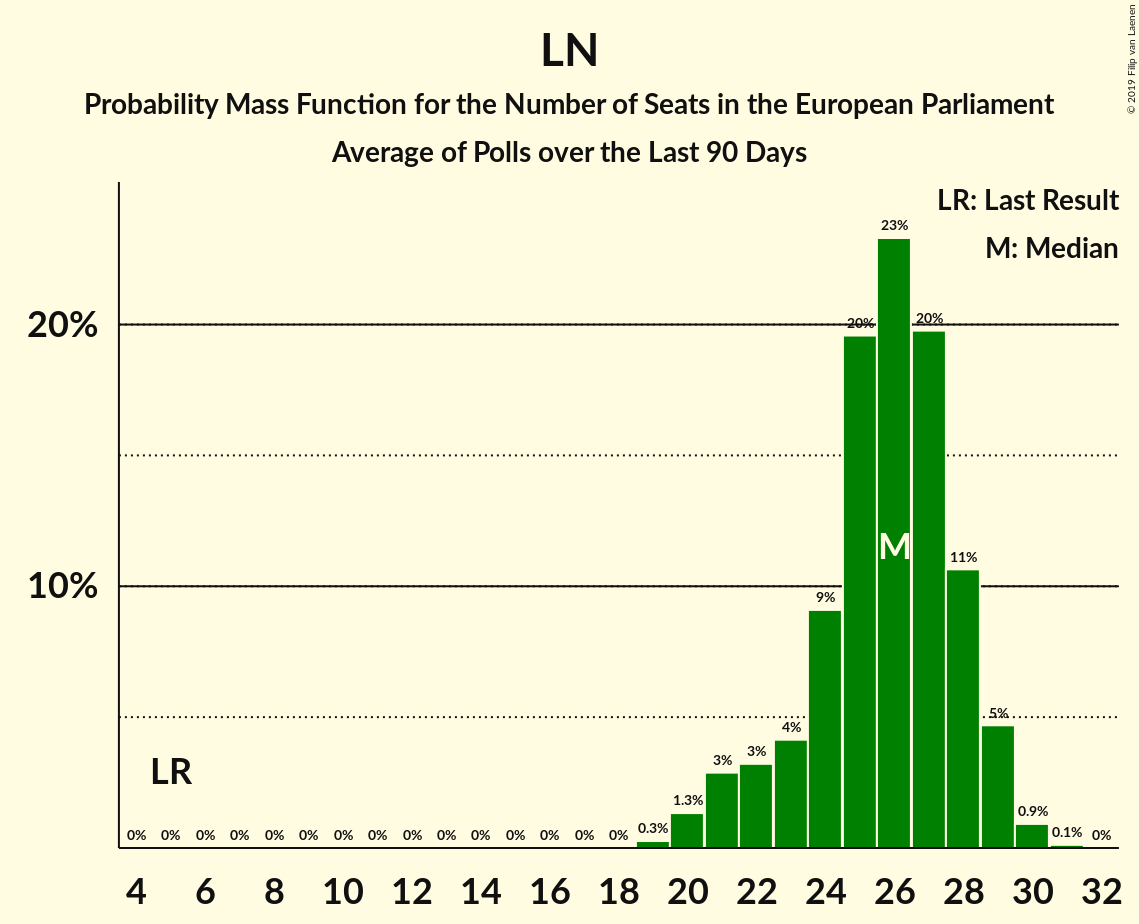 LN
Probability Mass Function for the Number of Seats in the European Parliament
Average of Polls over the Last 90 Days
© 2019 Filip van Laenen
LR: Last Result
M: Median
20%
10%
0% 0% 0% 0% 0% 0% 0% 0% 0% 0% 0% 0% 0% 0% 0% 0.3% 1.3% 3% 3% 4% 9% 20% 23% 20% 11% 5% 0.9% 0.1% 0%
LR
M
4 6 8 10 12 14 16 18 20 22 24 26 28 30 32